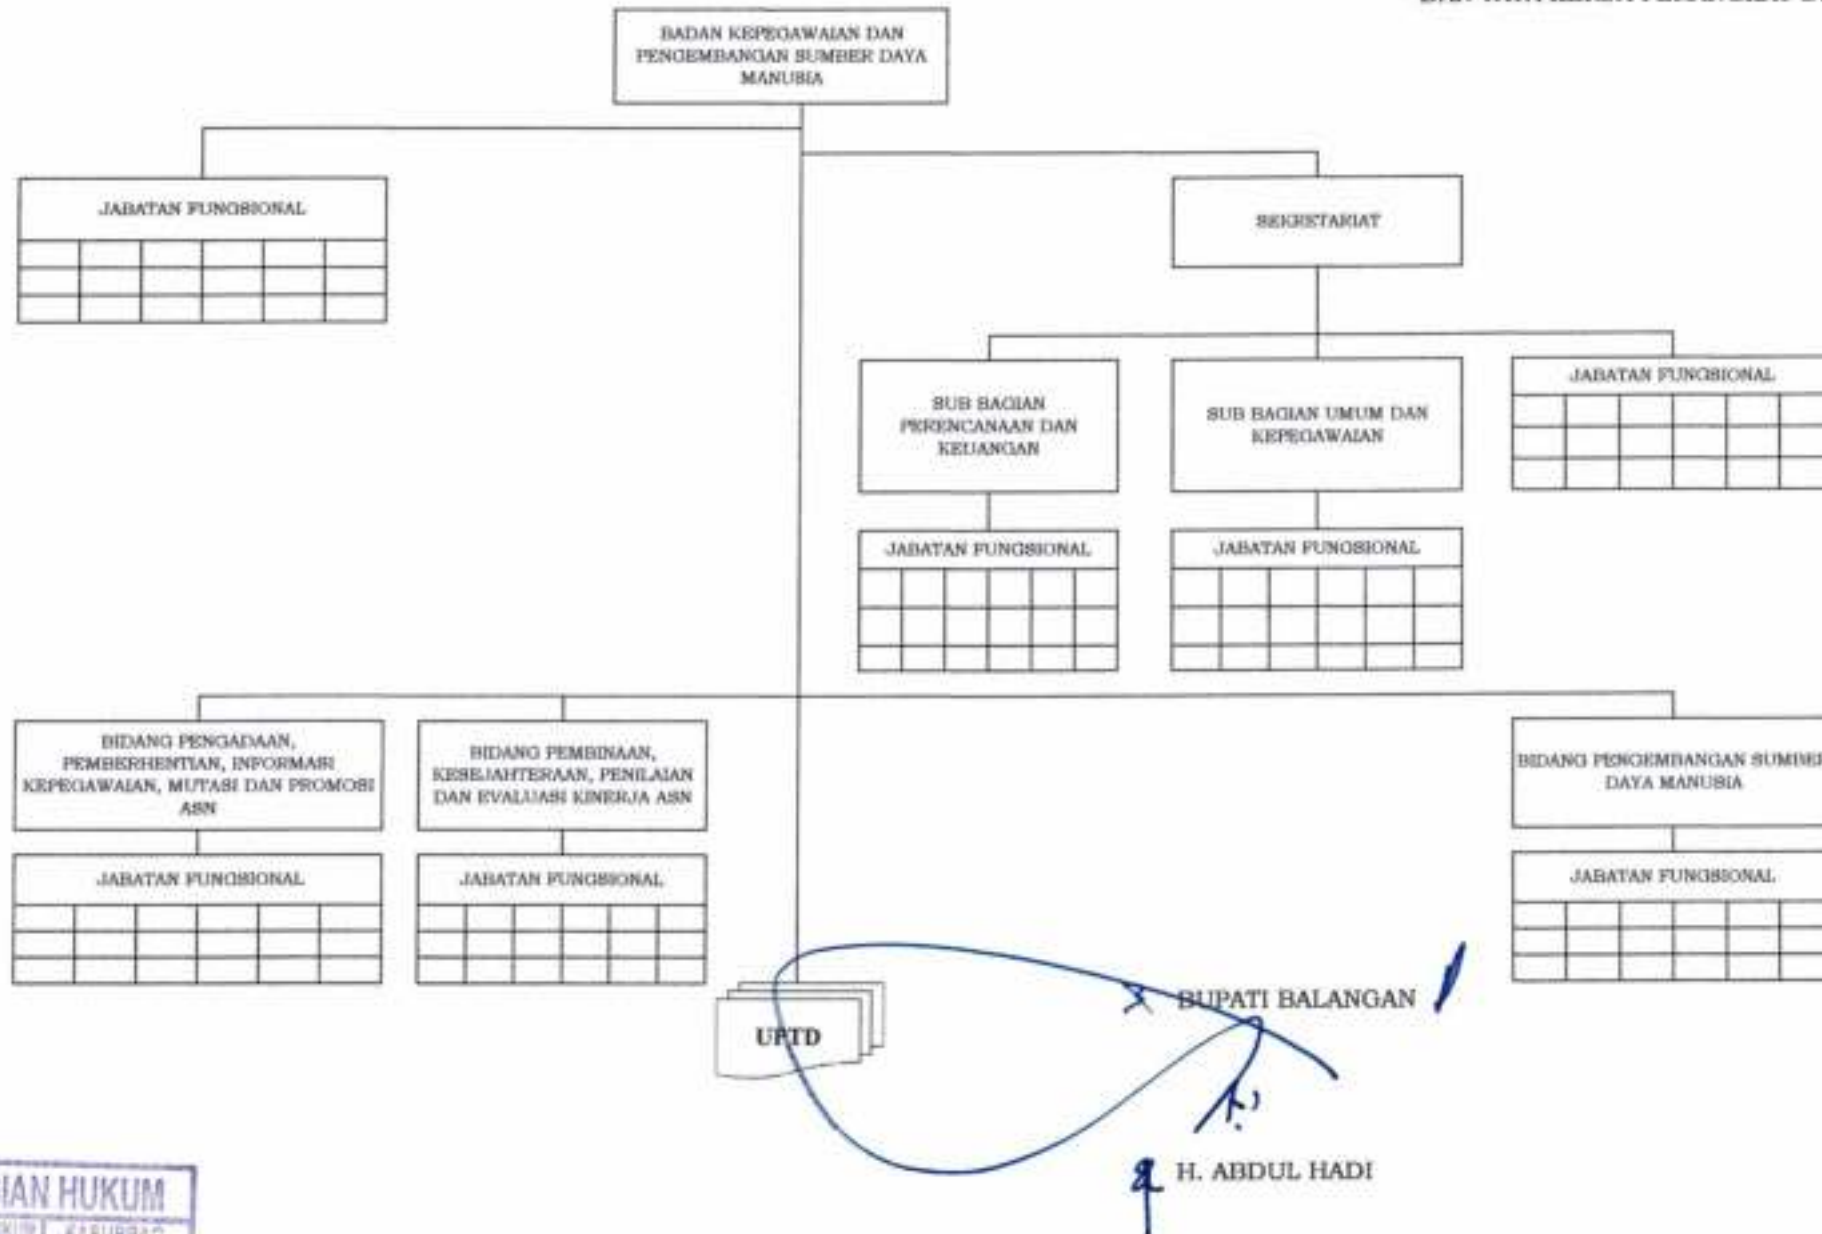 BADAN KEPEGAWAIAN DAN
PENGEMBANGAN SUMBER DAYA
MANUSIA
JABATAN FUNGSIONAL
SEKRETARIAT
SUB BAGIAN
PERENCANAAN DAN
KEUANGAN
SUB BAGIAN UMUM DAN
KEPEGAWAIAN
JABATAN FUNGSIONAL
JABATAN FUNGSIONAL
JABATAN FUNGSIONAL
BIDANG PENGADAAN,
PEMBERHENTIAN, INFORMASI
KEPEGAWAIAN, MUTASI DAN PROMOSI
ASN
BIDANG PEMBINAAN,
KESEJAHTERAAN, PENILAIAN
DAN EVALUASI KINERJA ASN
BIDANG PENGEMBANGAN SUMBER
DAYA MANUSIA
JABATAN FUNGSIONAL
JABATAN FUNGSIONAL
JABATAN FUNGSIONAL
UPTD
BUPATI BALANGAN
H. ABDUL HADI
IAN HUKUM